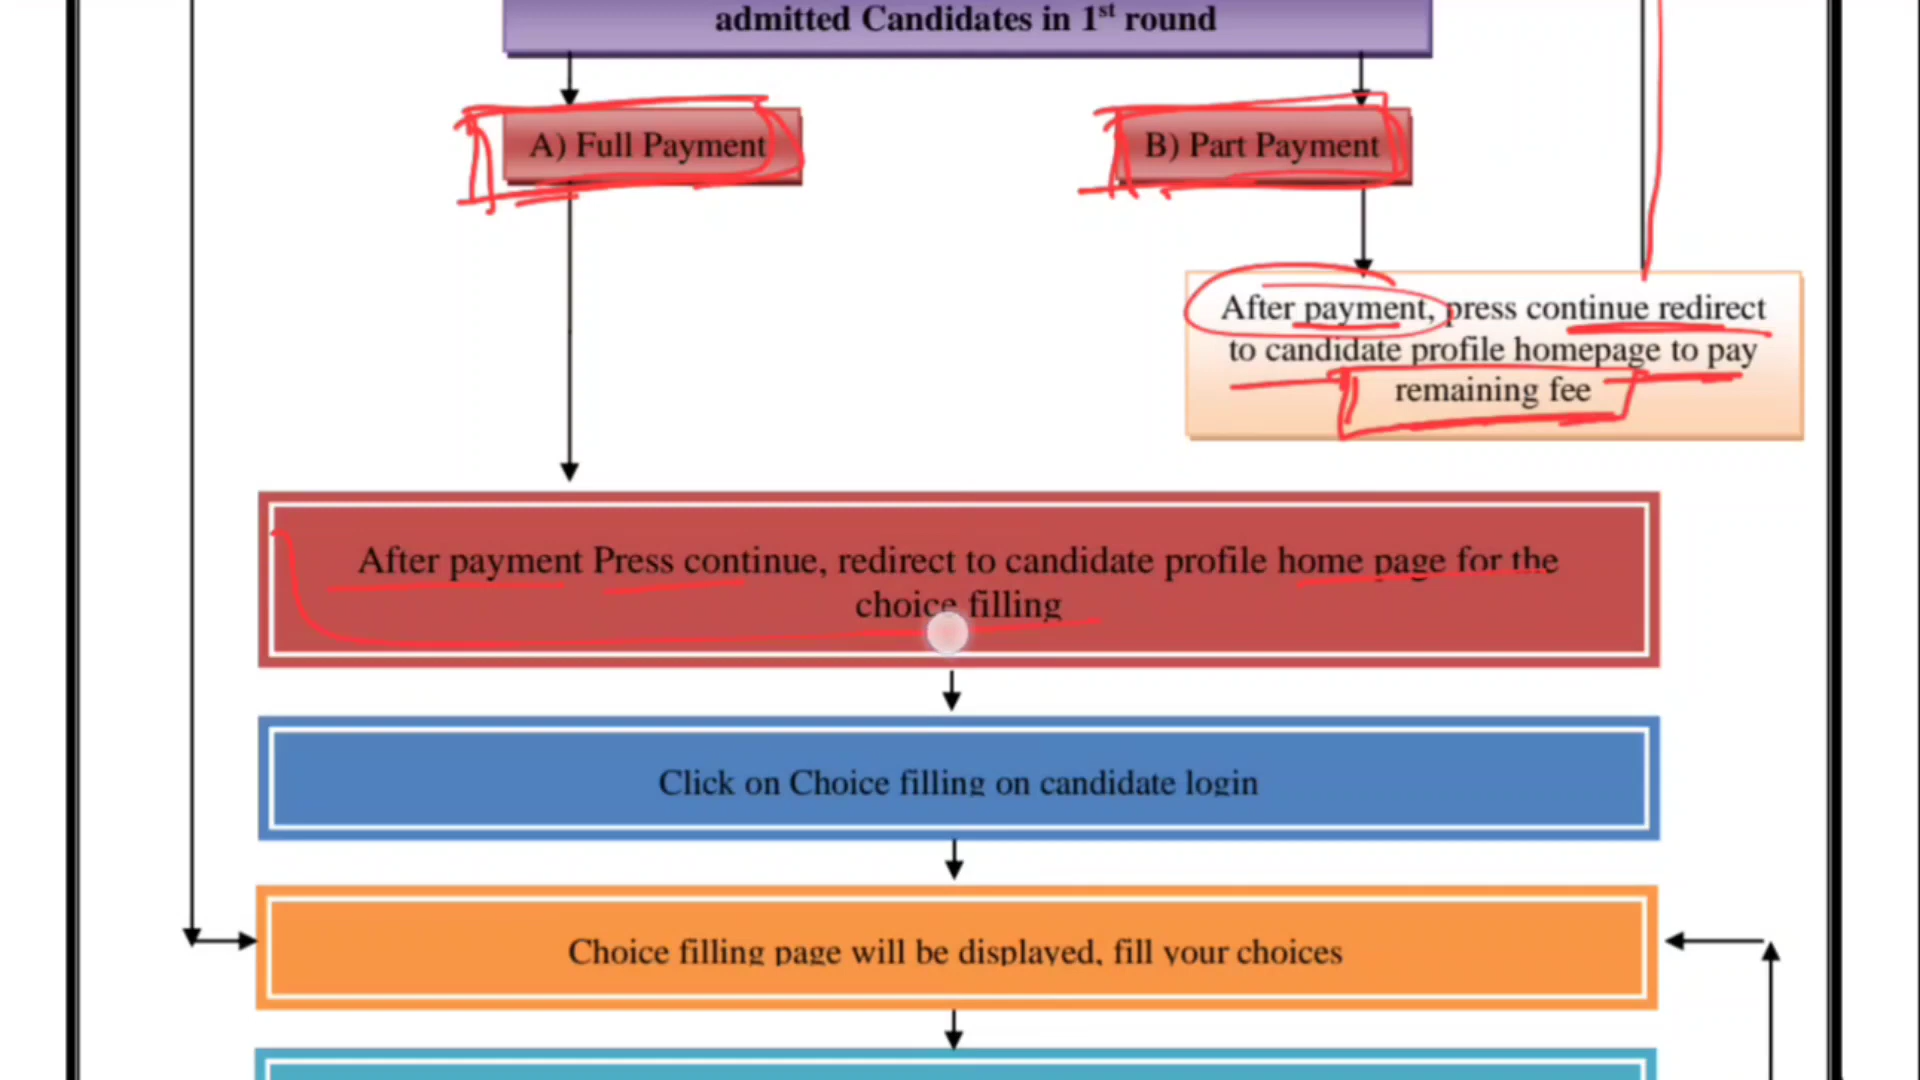 admitted Candidates in 1st round
A) Full Payment
B) Part Payment
After payment, press continue redirect
to candidate profile homepage to pay
remaining fee
After payment Press continue, redirect to candidate profile home page for the
choice filling
Click on Choice filling on candidate login
Choice filling page will be displayed, fill your choices